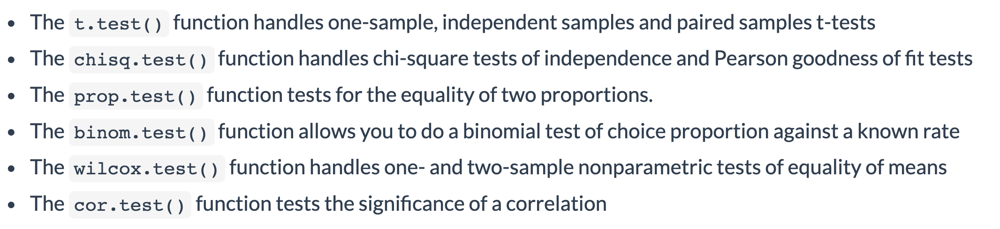 • The t.test() function handles one-sample, independent samples and paired samples t-tests
• The chisq.test() function handles chi-square tests of independence and Pearson goodness of fit tests
• The prop.test() function tests for the equality of two proportions.
• The binom.test() function allows you to do a binomial test of choice proportion against a known rate
• The wilcox.test() function handles one- and two-sample nonparametric tests of equality of means
• The cor.test() function tests the significance of a correlation